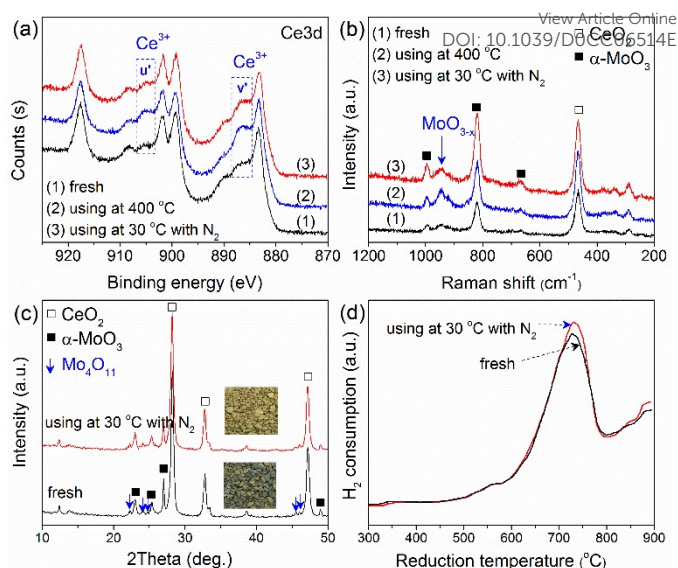 View Article Online
DOI: 10.1039/D0CC06514E
(a)
Ce3+
Ce3+
Ce3d
u'
v'
(3)
(2)
(1)
(1) fresh
(2) using at 400 °C
(3) using at 30 °C with N2
Counts (s)
920 910 900 890 880 870
Binding energy (eV)
(b)
(1) fresh
(2) using at 400 °C
(3) using at 30 °C with N2
CeO2
α-MoO3
MoO3-x
(3)
(2)
(1)
Intensity (a.u.)
1200 1000 800 600 400 200
Raman shift (cm-1)
(c)
CeO2
α-MoO3
Mo4O11
using at 30 °C with N2
fresh
Intensity (a.u.)
10 20 30 40 50
2Theta (deg.)
(d)
using at 30 °C with N2
fresh
H2 consumption (a.u.)
300 400 500 600 700 800 900
Reduction temperature (°C)